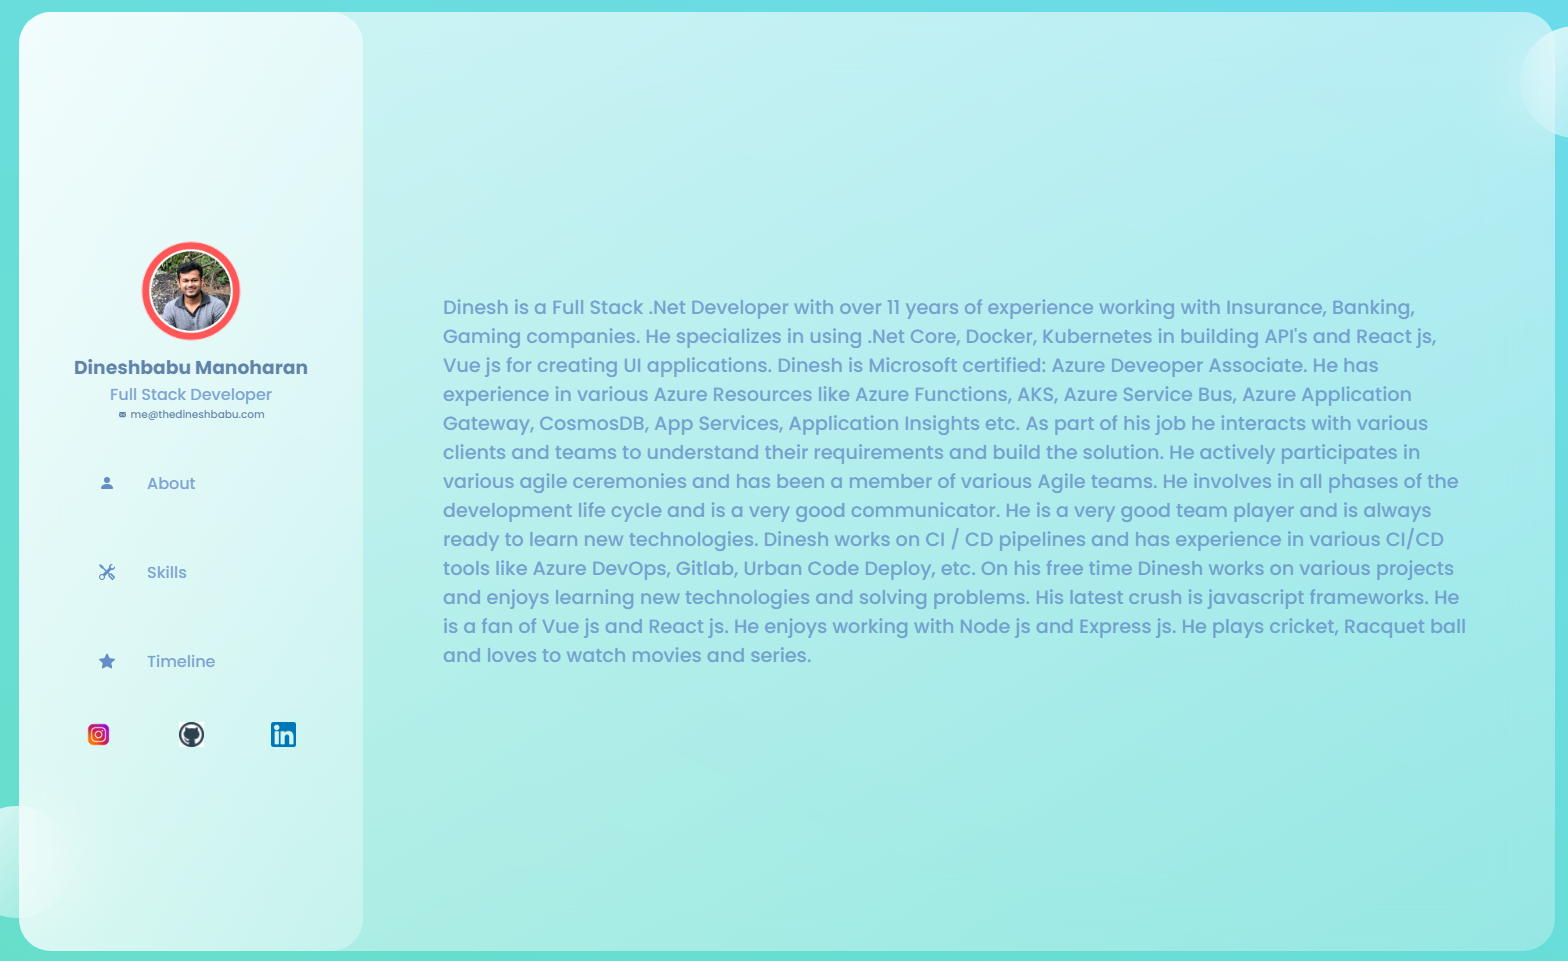 Dineshbabu Manoharan
Full Stack Developer
me@thedineshbabu.com
About
Skills
Timeline
in
Dinesh is a Full Stack .Net Developer with over 11 years of experience working with Insurance, Banking,
Gaming companies. He specializes in using .Net Core, Docker, Kubernetes in building API's and React js,
Vue js for creating UI applications. Dinesh is Microsoft certified: Azure Deveoper Associate. He has
experience in various Azure Resources like Azure Functions, AKS, Azure Service Bus, Azure Application
Gateway, CosmosDB, App Services, Application Insights etc. As part of his job he interacts with various
clients and teams to understand their requirements and build the solution. He actively participates in
various agile ceremonies and has been a member of various Agile teams. He involves in all phases of the
development life cycle and is a very good communicator. He is a very good team player and is always
ready to learn new technologies. Dinesh works on CI / CD pipelines and has experience in various CI/CD
tools like Azure DevOps, Gitlab, Urban Code Deploy, etc. On his free time Dinesh works on various projects
and enjoys learning new technologies and solving problems. His latest crush is javascript frameworks. He
is a fan of Vue js and React js. He enjoys working with Node js and Express js. He plays cricket, Racquet ball
and loves to watch movies and series.